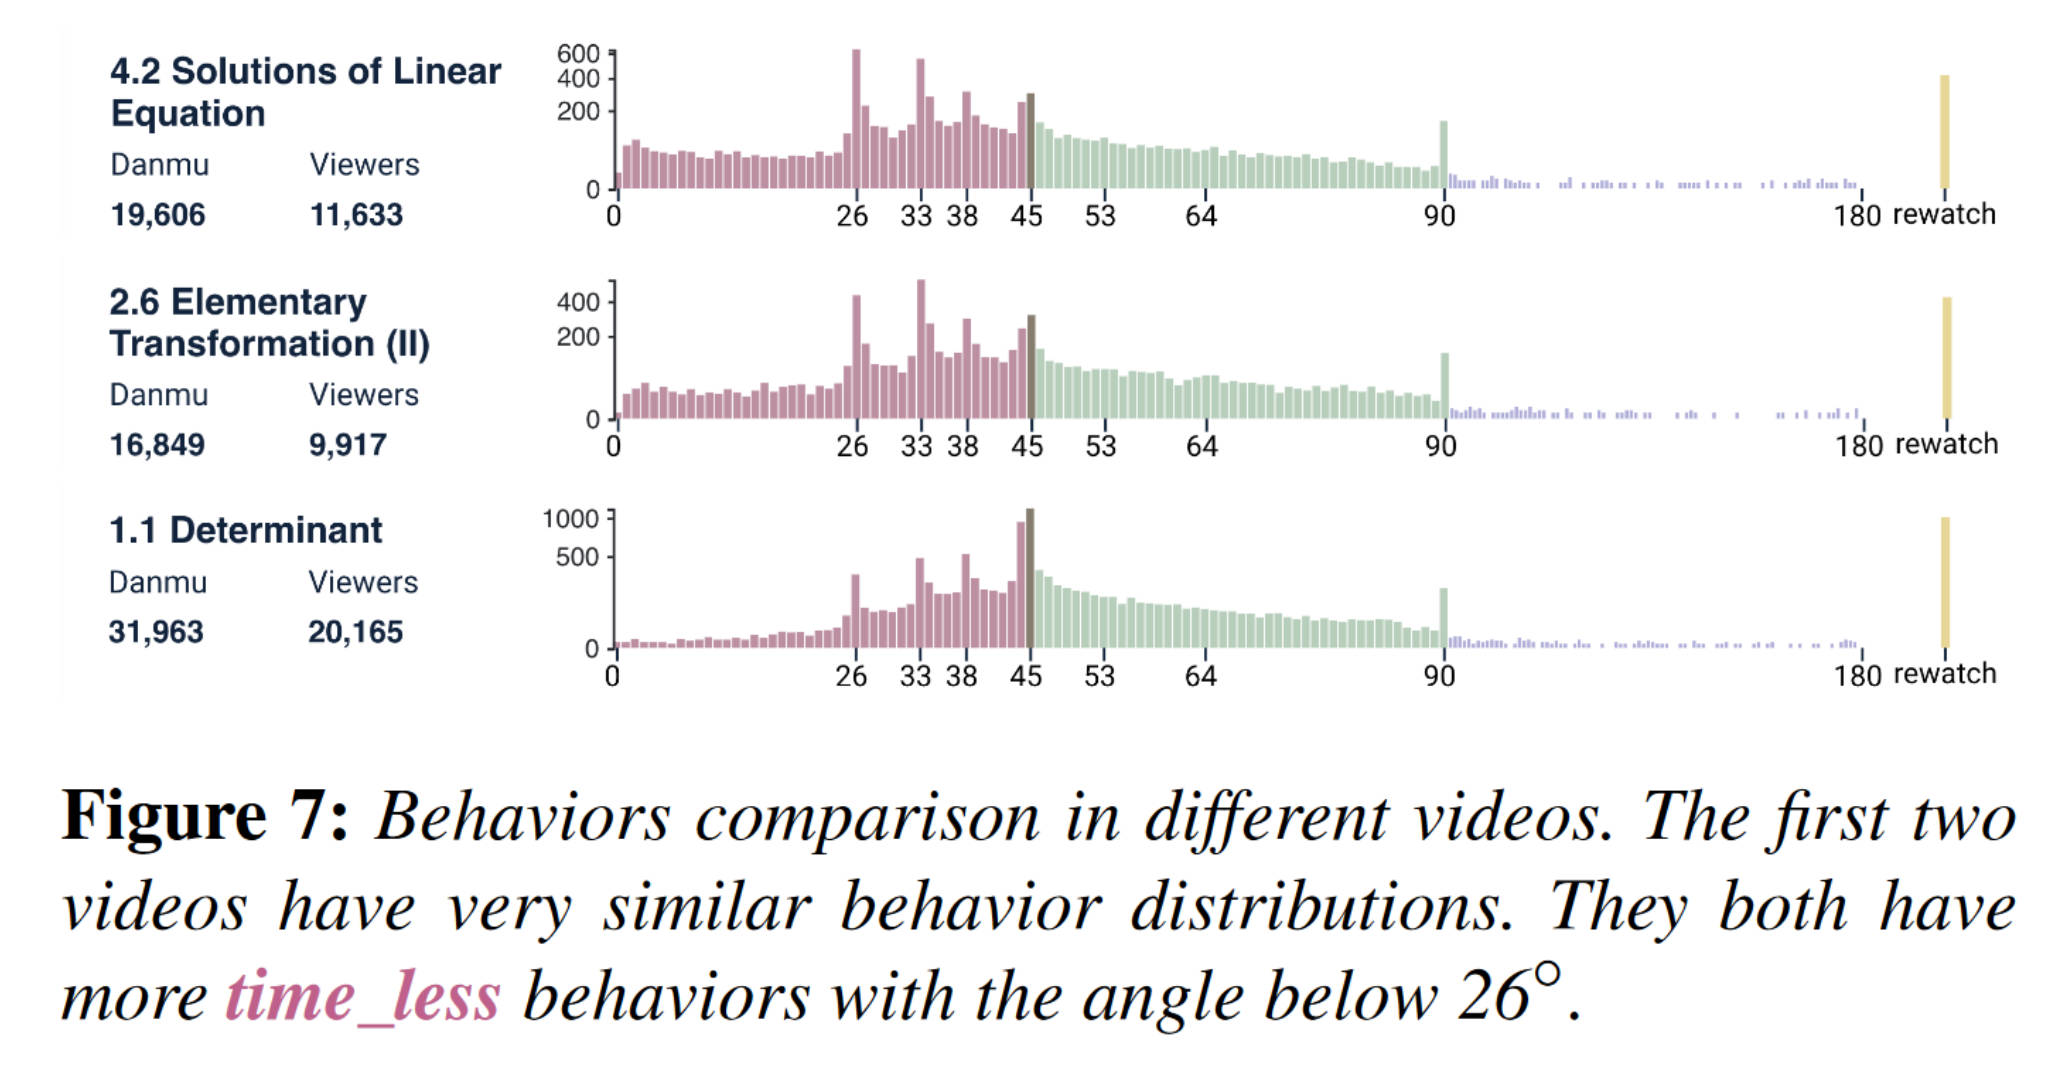 4.2 Solutions of Linear
Equation
Danmu Viewers
19,606 11,633
600
400
200
0
0 26 33 38 45 53 64 90 180 rewatch
2.6 Elementary
Transformation (II)
Danmu Viewers
16,849 9,917
400
200
0
0 26 33 38 45 53 64 90 180 rewatch
1.1 Determinant
Danmu Viewers
31,963 20,165
1000
500
0
0 26 33 38 45 53 64 90 180 rewatch
Figure 7: Behaviors comparison in different videos. The first two
videos have very similar behavior distributions. They both have
more time_less behaviors with the angle below 26°.